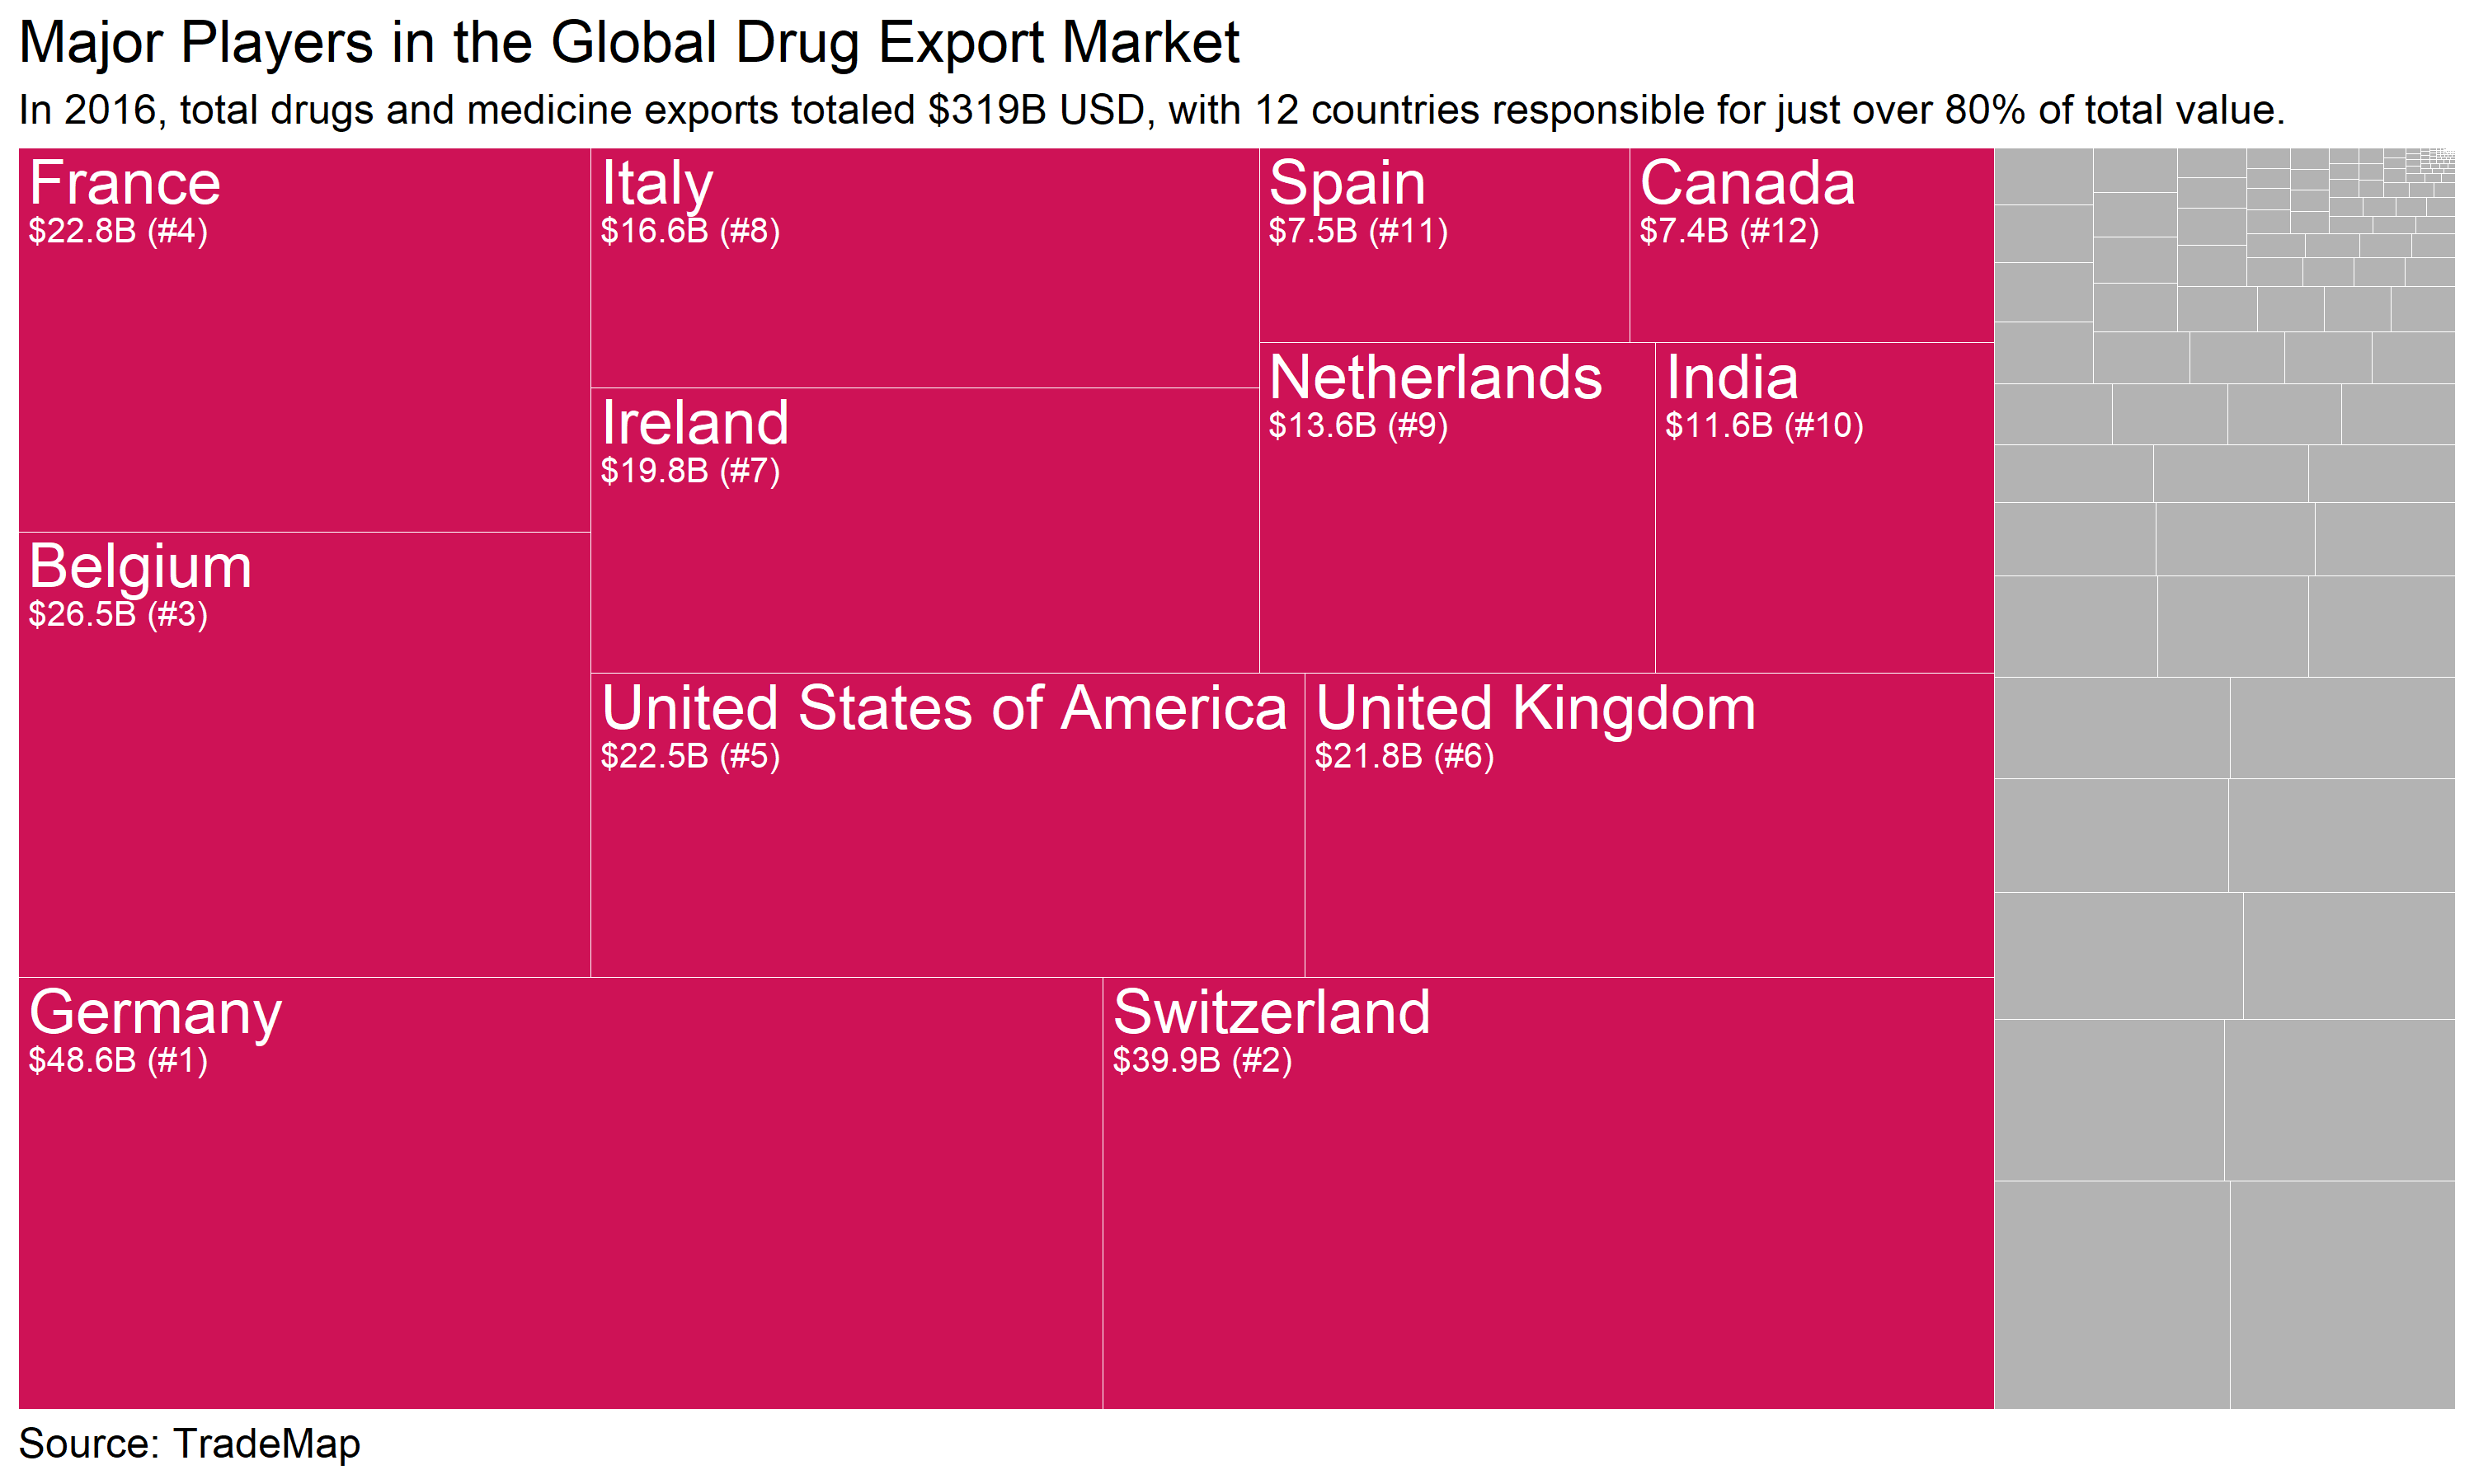 Major Players in the Global Drug Export Market
In 2016, total drugs and medicine exports totaled $319B USD, with 12 countries responsible for just over 80% of total value.
France
$22.8B (#4)
Italy
$16.6B (#8)
Spain
$7.5B (#11)
Canada
$7.4B (#12)
Netherlands
$13.6B (#9)
India
$11.6B (#10)
Ireland
$19.8B (#7)
Belgium
$26.5B (#3)
United States of America
$22.5B (#5)
United Kingdom
$21.8B (#6)
Germany
$48.6B (#1)
Switzerland
$39.9B (#2)
Source: TradeMap